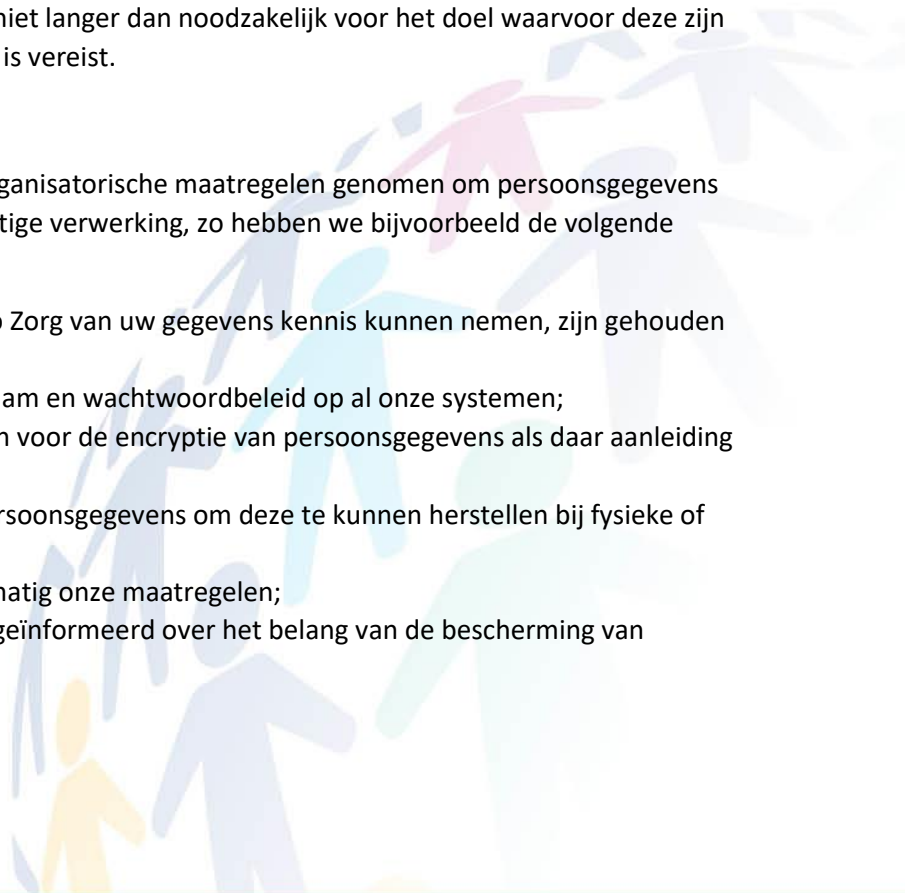 niet langer dan noodzakelijk voor het doel waarvoor deze zijn
is vereist.
ganisatorische maatregelen genomen om persoonsgegevens
tige verwerking, zo hebben we bijvoorbeeld de volgende
Zorg van uw gegevens kennis kunnen nemen, zijn gehouden
am en wachtwoordbeleid op al onze systemen;
voor de encryptie van persoonsgegevens als daar aanleiding
rsoonsgegevens om deze te kunnen herstellen bij fysieke of
matig onze maatregelen;
geïnformeerd over het belang van de bescherming van